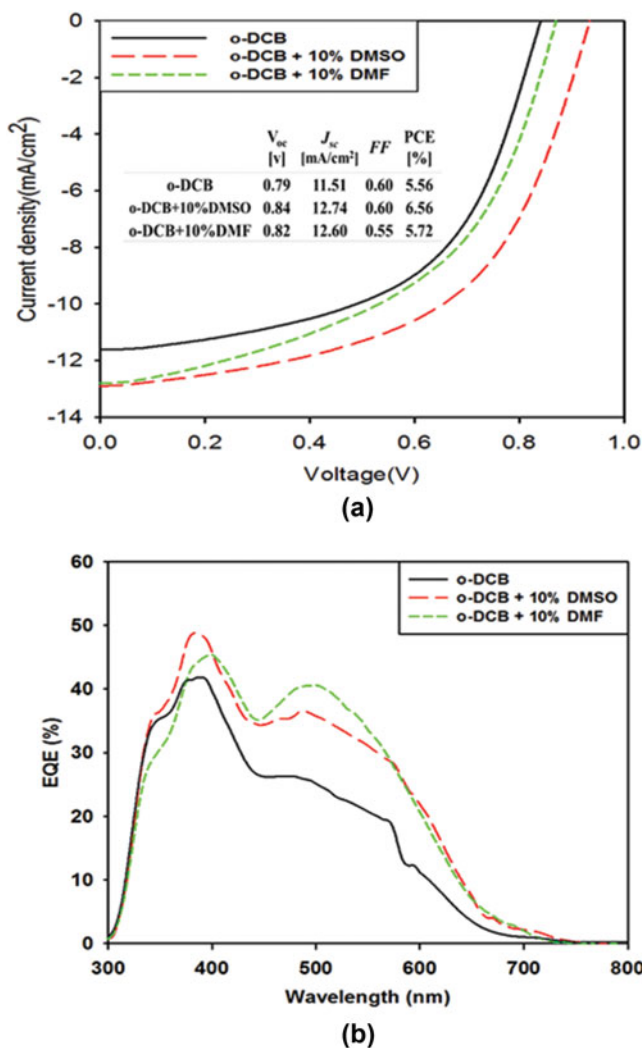 0
o-DCB
o-DCB + 10% DMSO
o-DCB + 10% DMF
-2
-4
-6
-8
-10
-12
-14
Current density(mA/cm²)
Voc Jsc FF PCE
[v] [mA/cm²] [%]
o-DCB 0.79 11.51 0.60 5.56
o-DCB+10%DMSO 0.84 12.74 0.60 6.56
o-DCB+10%DMF 0.82 12.60 0.55 5.72
0.0 0.2 0.4 0.6 0.8 1.0
Voltage(V)
(a)
60
50
40
30
20
10
0
EQE (%)
o-DCB
o-DCB + 10% DMSO
o-DCB + 10% DMF
300 400 500 600 700 800
Wavelength (nm)
(b)